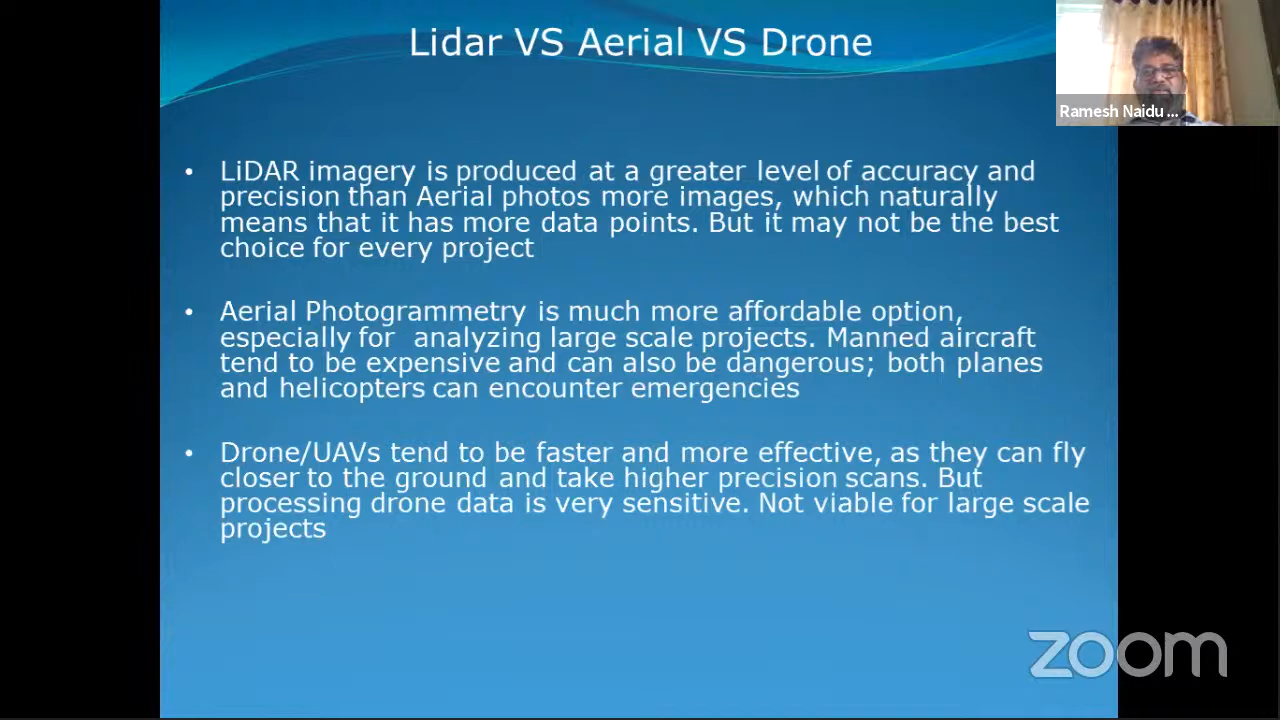 Lidar VS Aerial VS Drone
Ramesh Naidu ...
• LiDAR imagery is produced at a greater level of accuracy and
precision than Aerial photos more images, which naturally
means that it has more data points. But it may not be the best
choice for every project
• Aerial Photogrammetry is much more affordable option,
especially for  analyzing large scale projects. Manned aircraft
tend to be expensive and can also be dangerous; both planes
and helicopters can encounter emergencies
• Drone/UAVs tend to be faster and more effective, as they can fly
closer to the ground and take higher precision scans. But
processing drone data is very sensitive. Not viable for large scale
projects
zoom